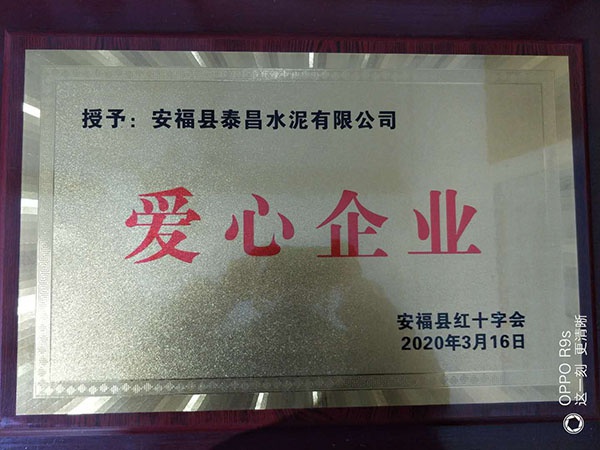 授予：安福县泰昌水泥有限公司
爱心企业
安福县红十字会
2020年3月16日
OPPO R9s
这一刻 更清晰